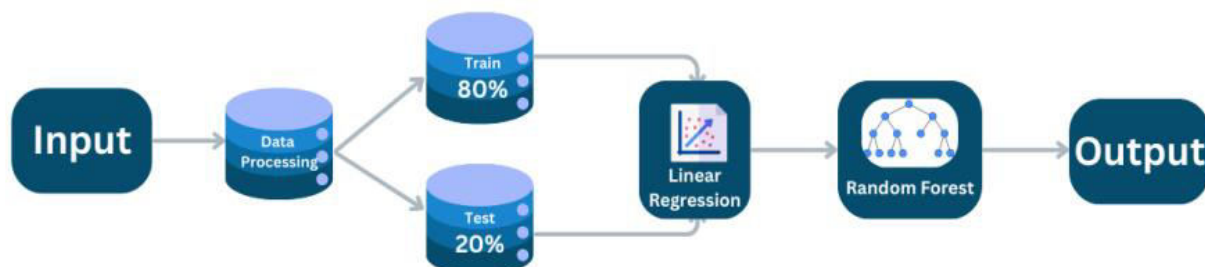 Input
Data
Processing
Train
80%
Test
20%
Linear
Regression
Random Forest
Output